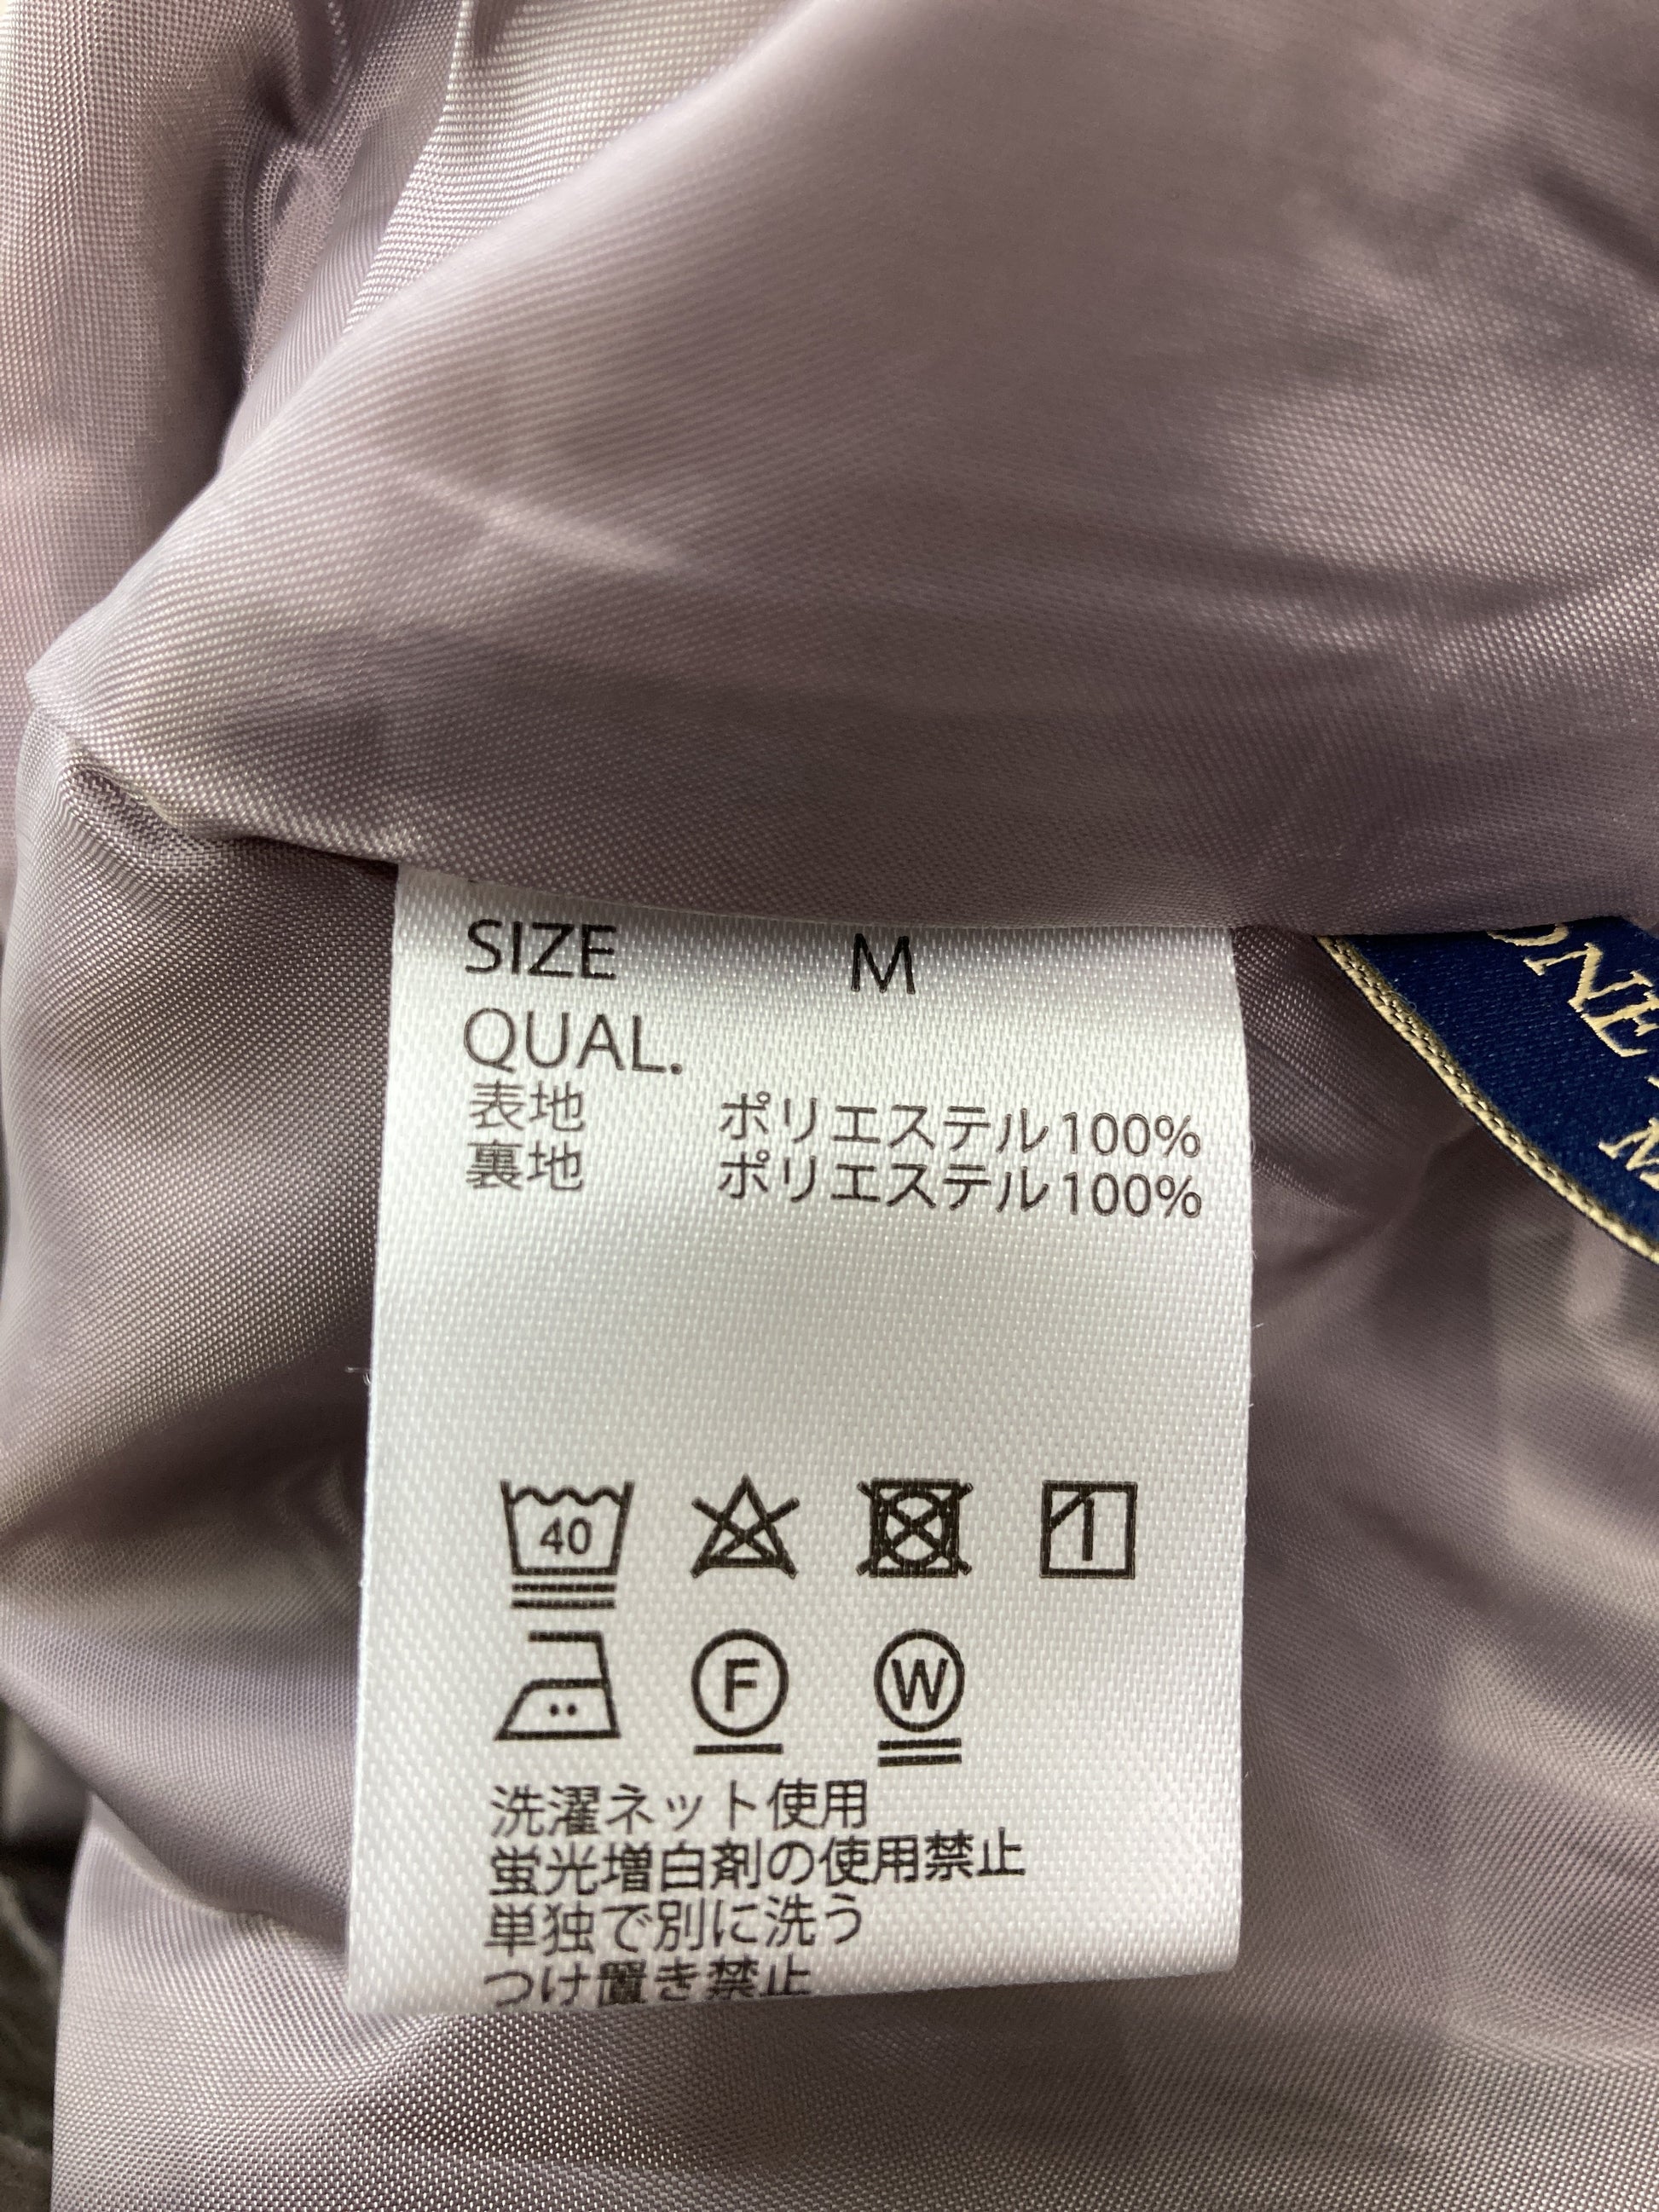 SIZE M
QUAL.
表地 ポリエステル100%
裏地 ポリエステル100%
40
1
F
W
洗濯ネット使用
蛍光増白剤の使用禁止
単独で別に洗う
つけ置き禁止